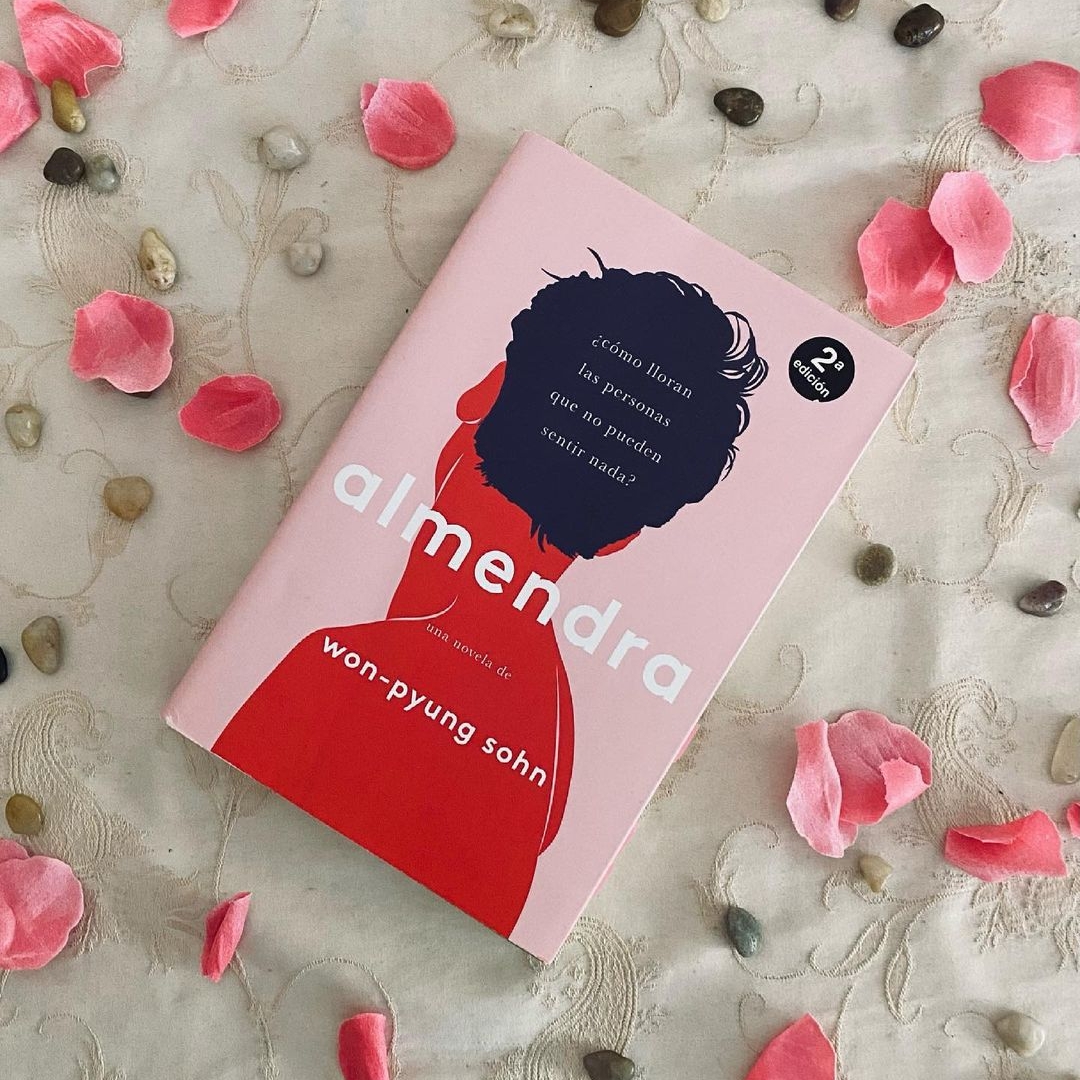 ¿cómo lloran
las personas
que no pueden
sentir nada?
2ª
edición
almendra
una novela de
won-pyung sohn